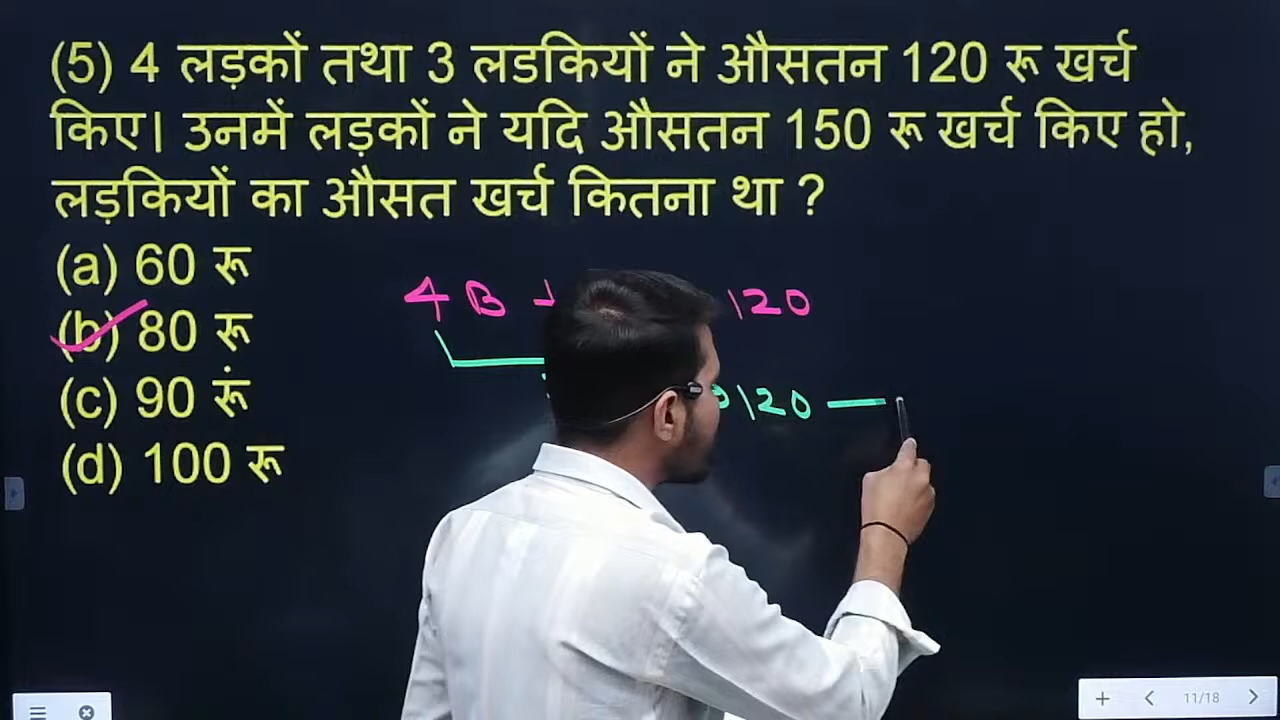 (5) 4 लड़कों तथा 3 लडकियों ने औसतन 120 रू खर्च
किए। उनमें लड़कों ने यदि औसतन 150 रू खर्च किए हो,
लड़कियों का औसत खर्च कितना था ?
(a) 60 रू
(b) 80 रू
(c) 90 रूं
(d) 100 रू
4 B + 120
120 —
11/18